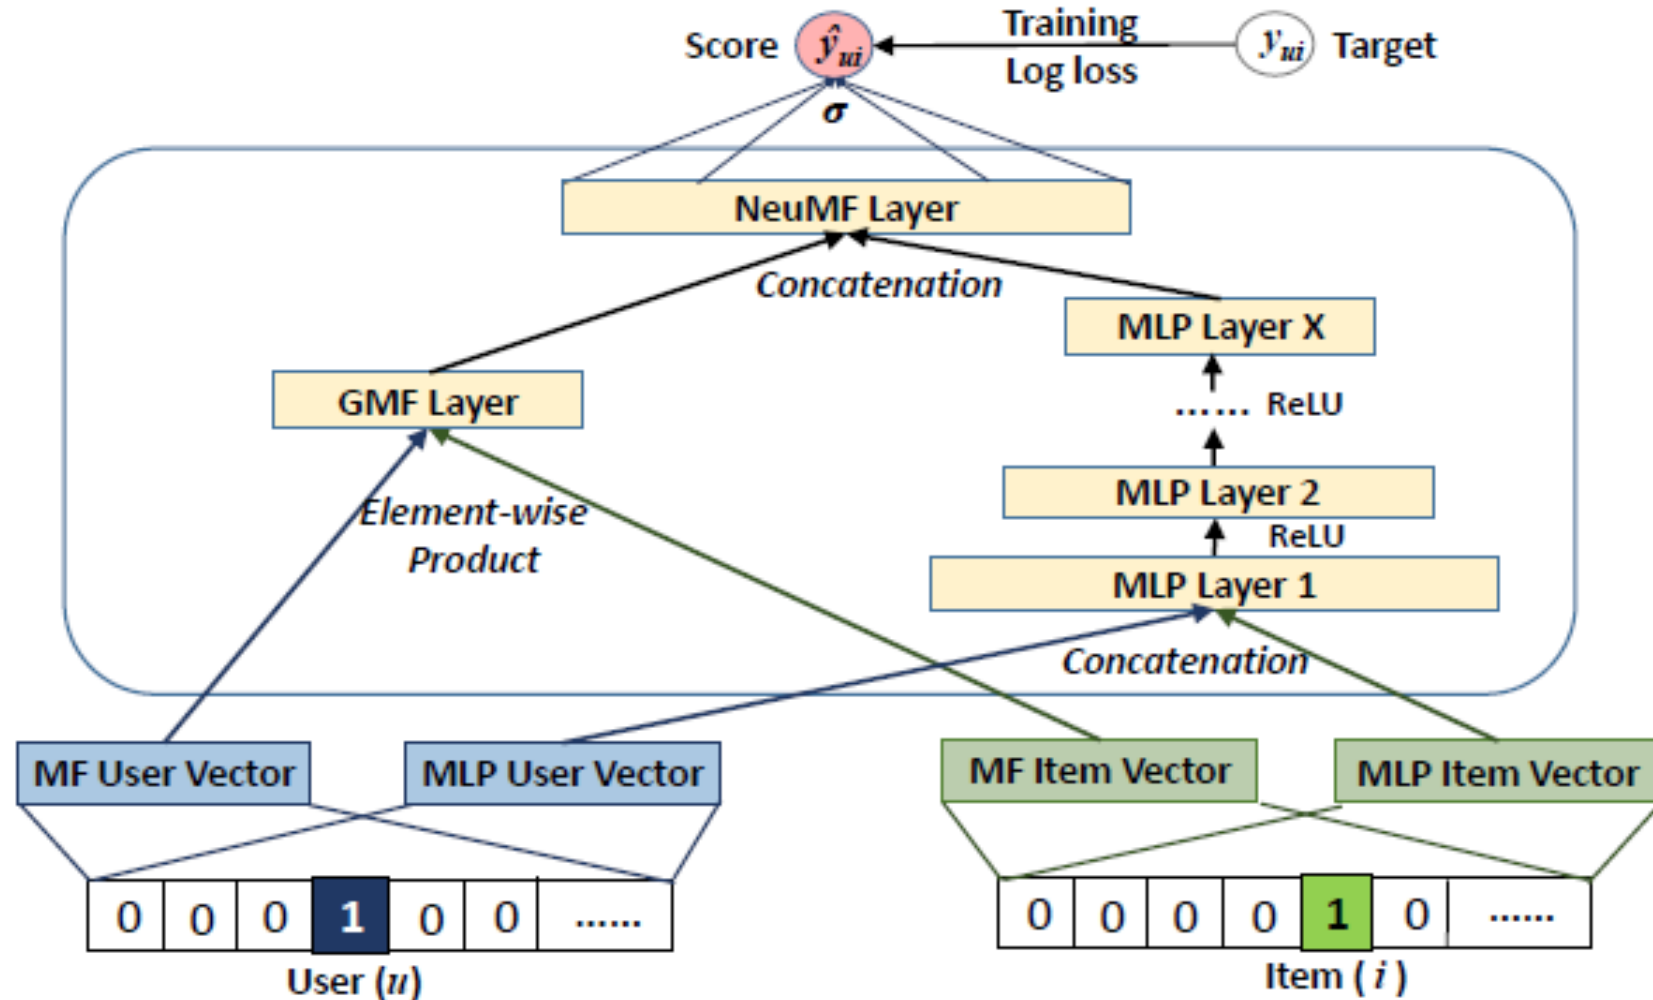 Score ŷ_ui Training y_ui Target
Log loss
σ
NeuMF Layer
Concatenation
MLP Layer X
GMF Layer
...... ReLU
Element-wise
Product
MLP Layer 2
ReLU
MLP Layer 1
Concatenation
MF User Vector MLP User Vector MF Item Vector MLP Item Vector
0 0 0 1 0 0 ...... 0 0 0 0 1 0 ......
User (u) Item ( i )